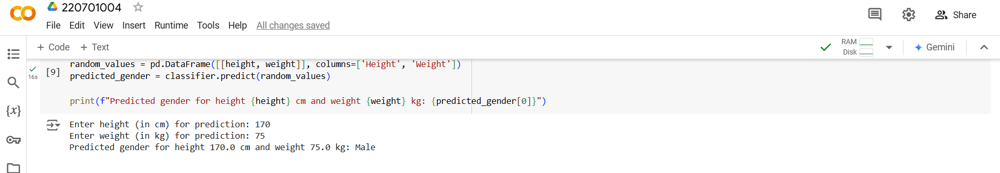 220701004
File Edit View Insert Runtime Tools Help All changes saved
Share
+ Code + Text
RAM
Disk
Gemini
[9]
16s
random_values = pd.DataFrame([[height, weight]], columns=['Height', 'Weight'])
predicted_gender = classifier.predict(random_values)
print(f"Predicted gender for height {height} cm and weight {weight} kg: {predicted_gender[0]}")
{x}
Enter height (in cm) for prediction: 170
Enter weight (in kg) for prediction: 75
Predicted gender for height 170.0 cm and weight 75.0 kg: Male